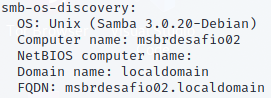 smb-os-discovery:
OS: Unix (Samba 3.0.20-Debian)
Computer name: msbrdesafio02
NetBIOS computer name:
Domain name: localdomain
FQDN: msbrdesafio02.localdomain